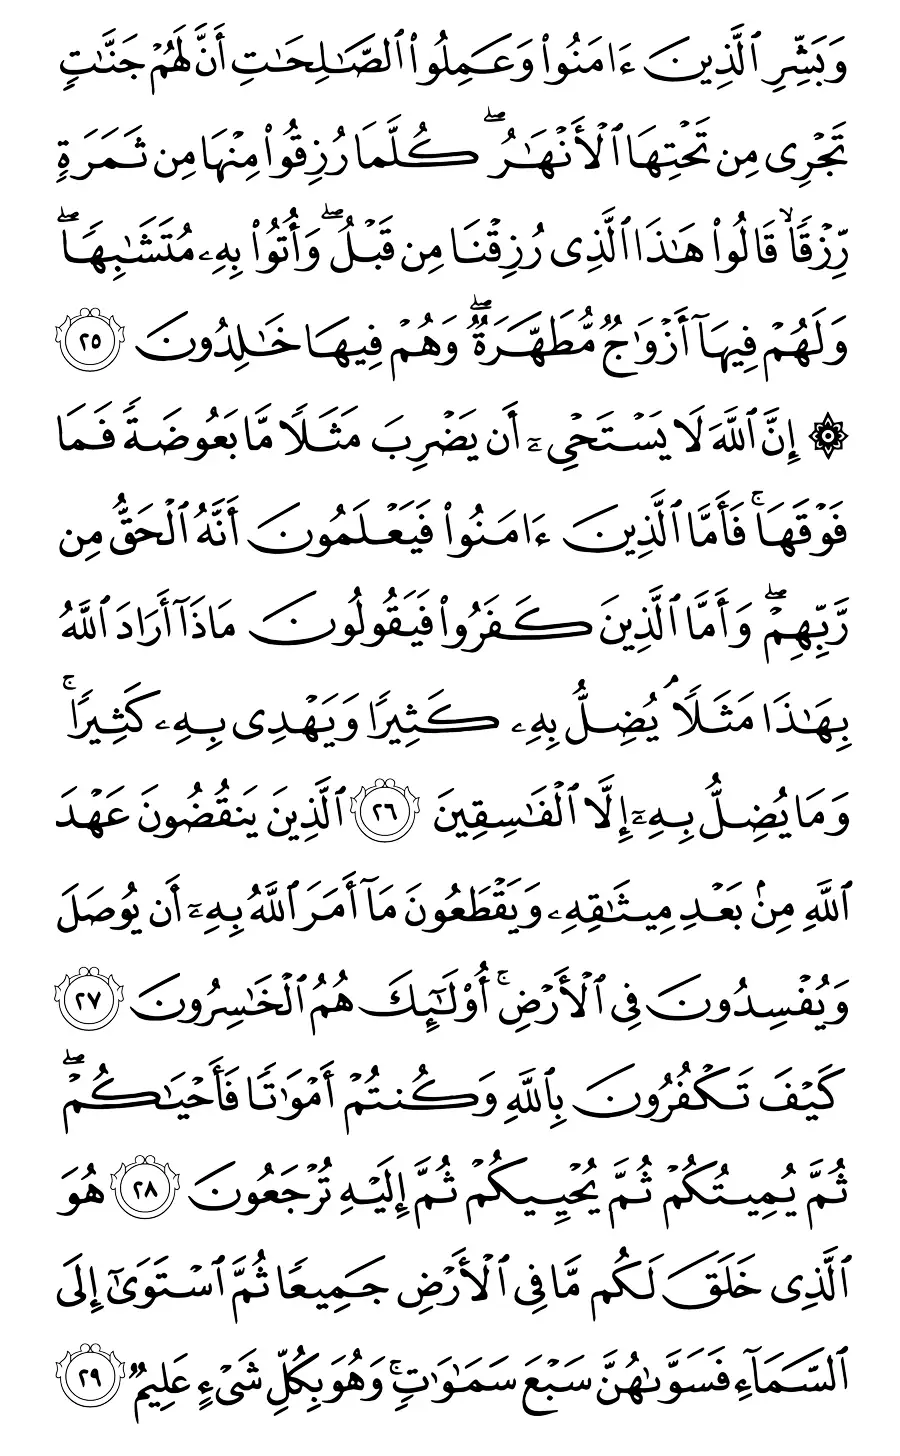 وَبَشِّرِ ٱلَّذِينَ ءَامَنُوا۟ وَعَمِلُوا۟ ٱلصَّـٰلِحَـٰتِ أَنَّ لَهُمْ جَنَّـٰتٍ
تَجْرِى مِن تَحْتِهَا ٱلْأَنْهَـٰرُ ۖ كُلَّمَا رُزِقُوا۟ مِنْهَا مِن ثَمَرَةٍ
رِّزْقًا ۙ قَالُوا۟ هَـٰذَا ٱلَّذِى رُزِقْنَا مِن قَبْلُ ۖ وَأُتُوا۟ بِهِۦ مُتَشَـٰبِهًا ۖ
وَلَهُمْ فِيهَآ أَزْوَٰجٌ مُّطَهَّرَةٌ ۖ وَهُمْ فِيهَا خَـٰلِدُونَ ٢٥
۞ إِنَّ ٱللَّهَ لَا يَسْتَحْىِۦٓ أَن يَضْرِبَ مَثَلًا مَّا بَعُوضَةً فَمَا
فَوْقَهَا ۚ فَأَمَّا ٱلَّذِينَ ءَامَنُوا۟ فَيَعْلَمُونَ أَنَّهُ ٱلْحَقُّ مِن
رَّبِّهِمْ ۖ وَأَمَّا ٱلَّذِينَ كَفَرُوا۟ فَيَقُولُونَ مَاذَآ أَرَادَ ٱللَّهُ
بِهَـٰذَا مَثَلًا ۘ يُضِلُّ بِهِۦ كَثِيرًا وَيَهْدِى بِهِۦ كَثِيرًا ۚ
وَمَا يُضِلُّ بِهِۦٓ إِلَّا ٱلْفَـٰسِقِينَ ٢٦ ٱلَّذِينَ يَنقُضُونَ عَهْدَ
ٱللَّهِ مِنۢ بَعْدِ مِيثَـٰقِهِۦ وَيَقْطَعُونَ مَآ أَمَرَ ٱللَّهُ بِهِۦٓ أَن يُوصَلَ
وَيُفْسِدُونَ فِى ٱلْأَرْضِ ۚ أُو۟لَـٰٓئِكَ هُمُ ٱلْخَـٰسِرُونَ ٢٧
كَيْفَ تَكْفُرُونَ بِٱللَّهِ وَكُنتُمْ أَمْوَٰتًا فَأَحْيَـٰكُمْ ۖ
ثُمَّ يُمِيتُكُمْ ثُمَّ يُحْيِيكُمْ ثُمَّ إِلَيْهِ تُرْجَعُونَ ٢٨ هُوَ
ٱلَّذِى خَلَقَ لَكُم مَّا فِى ٱلْأَرْضِ جَمِيعًا ثُمَّ ٱسْتَوَىٰٓ إِلَى
ٱلسَّمَآءِ فَسَوَّىٰهُنَّ سَبْعَ سَمَـٰوَٰتٍ ۚ وَهُوَ بِكُلِّ شَىْءٍ عَلِيمٌ ٢٩